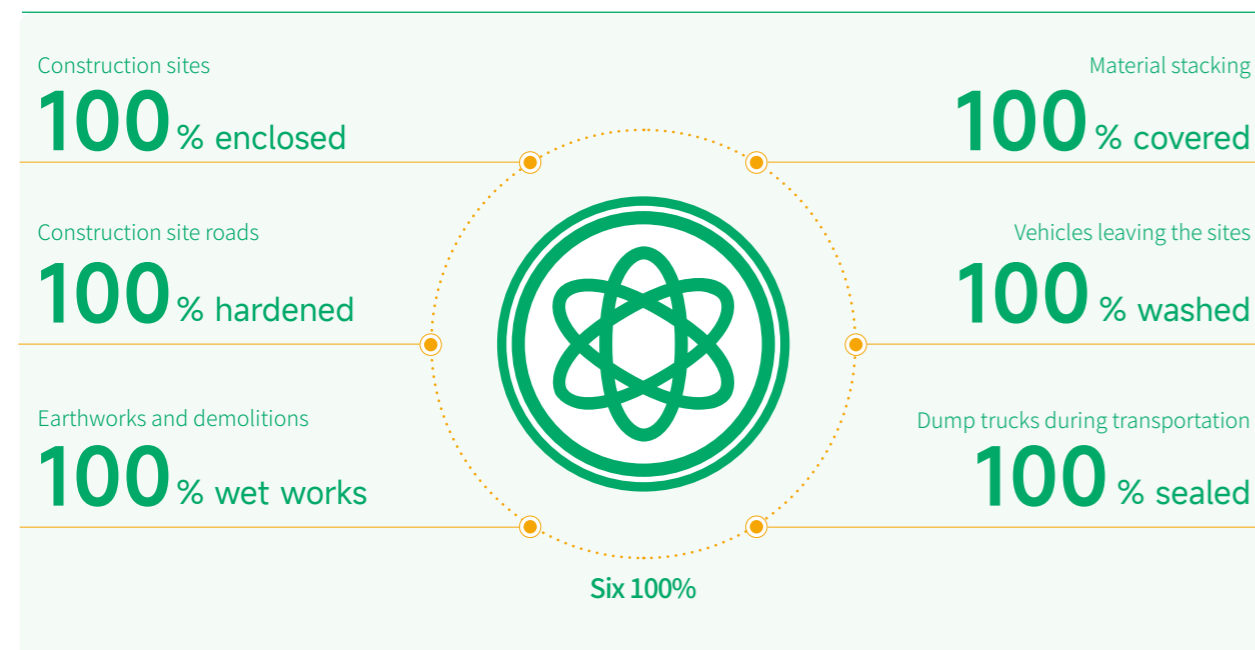 Construction sites
100 % enclosed
Construction site roads
100 % hardened
Earthworks and demolitions
100 % wet works
Material stacking
100 % covered
Vehicles leaving the sites
100 % washed
Dump trucks during transportation
100 % sealed
Six 100%